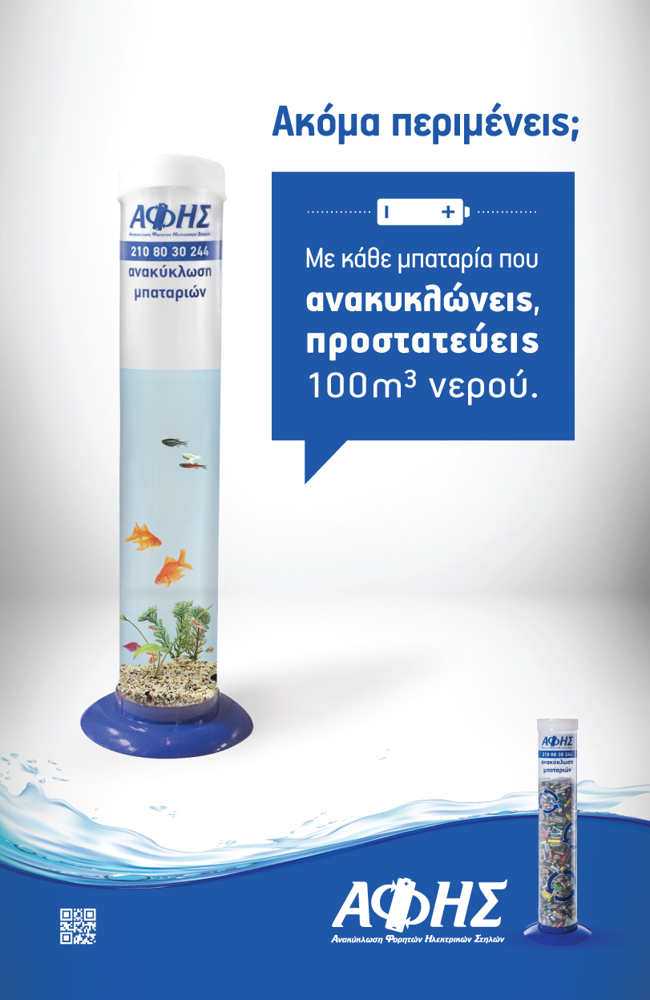 Ακόμα περιμένεις;
ΑΦΗΣ
Ανακύκλωση Φορητών Ηλεκτρικών Στηλών
210 80 30 244
ανακύκλωση
μπαταριών
Με κάθε μπαταρία που
ανακυκλώνεις,
προστατεύεις
100m³ νερού.
ΑΦΗΣ
210 80 30 244
ανακύκλωση
μπαταριών
ΑΦΗΣ
Ανακύκλωση Φορητών Ηλεκτρικών Στηλών